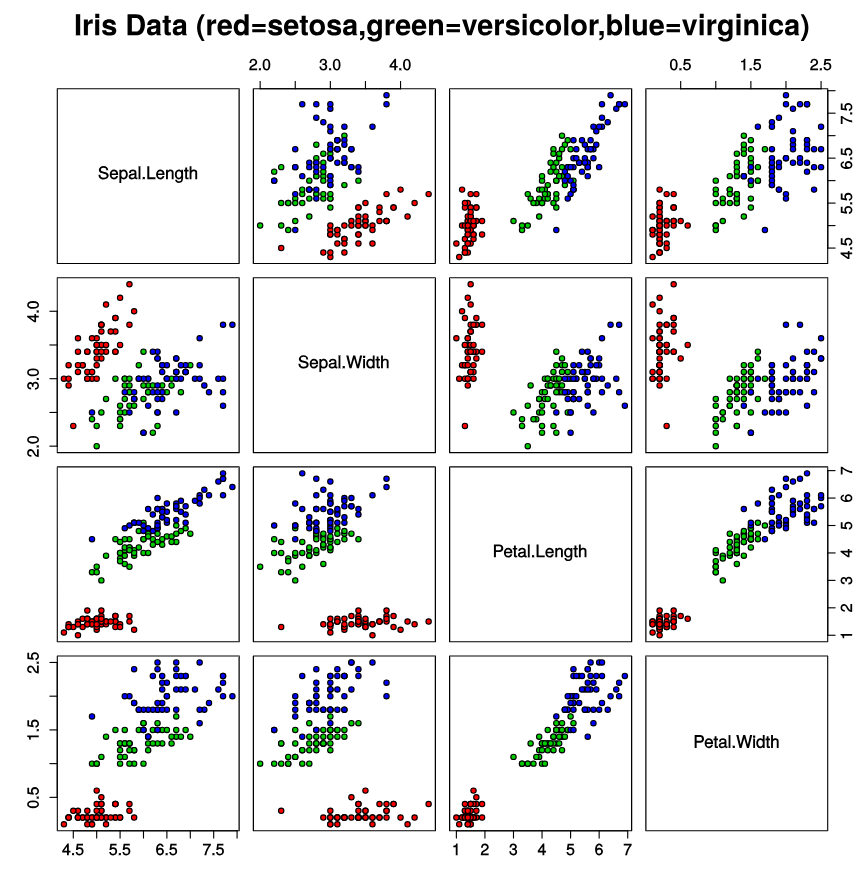 Iris Data (red=setosa,green=versicolor,blue=virginica)
2.0 3.0 4.0 0.5 1.5 2.5
Sepal.Length
7.5
6.5
5.5
4.5
4.0
3.0
2.0
Sepal.Width
Petal.Length
7
6
5
4
3
2
1
2.5
1.5
0.5
Petal.Width
4.5 5.5 6.5 7.5 1 2 3 4 5 6 7